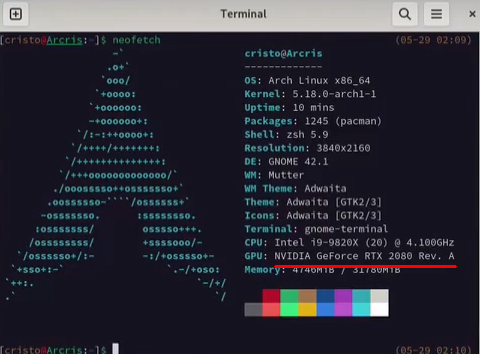 Terminal
[cristo@Arcris:~]$ neofetch (05-29 02:09)
cristo@Arcris
-------------
OS: Arch Linux x86_64
Kernel: 5.18.0-arch1-1
Uptime: 10 mins
Packages: 1245 (pacman)
Shell: zsh 5.9
Resolution: 3840x2160
DE: GNOME 42.1
WM: Mutter
WM Theme: Adwaita
Theme: Adwaita [GTK2/3]
Icons: Adwaita [GTK2/3]
Terminal: gnome-terminal
CPU: Intel i9-9820X (20) @ 4.100GHz
GPU: NVIDIA GeForce RTX 2080 Rev. A
Memory: 4746MiB / 31780MiB
[cristo@Arcris:~]$ (05-29 02:10)